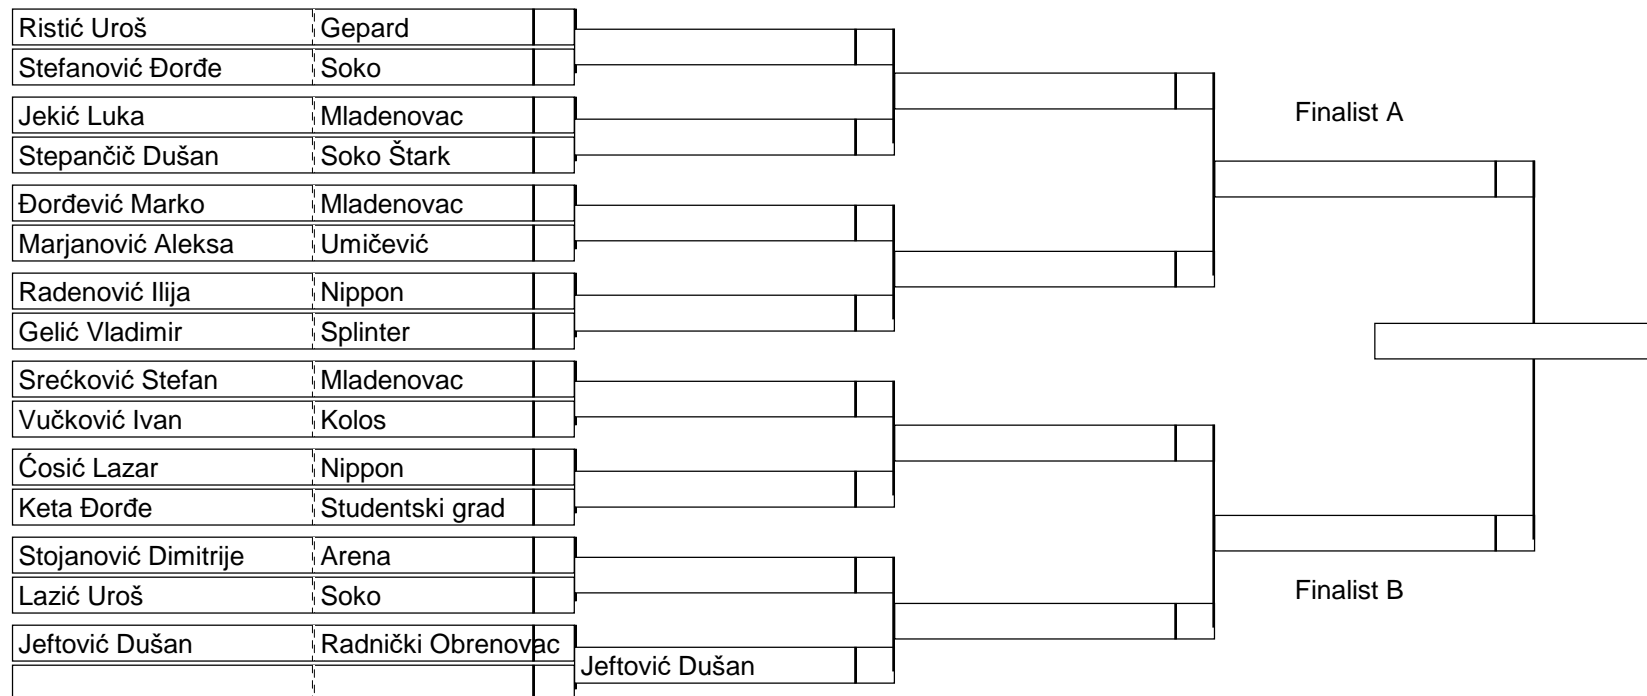 Ristić Uroš Gepard
Stefanović Đorđe Soko
Jekić Luka Mladenovac
Finalist A
Stepančič Dušan Soko Štark
Đorđević Marko Mladenovac
Marjanović Aleksa Umičević
Radenović Ilija Nippon
Gelić Vladimir Splinter
Srećković Stefan Mladenovac
Vučković Ivan Kolos
Ćosić Lazar Nippon
Keta Đorđe Studentski grad
Stojanović Dimitrije Arena
Lazić Uroš Soko
Finalist B
Jeftović Dušan Radnički Obrenovac
Jeftović Dušan